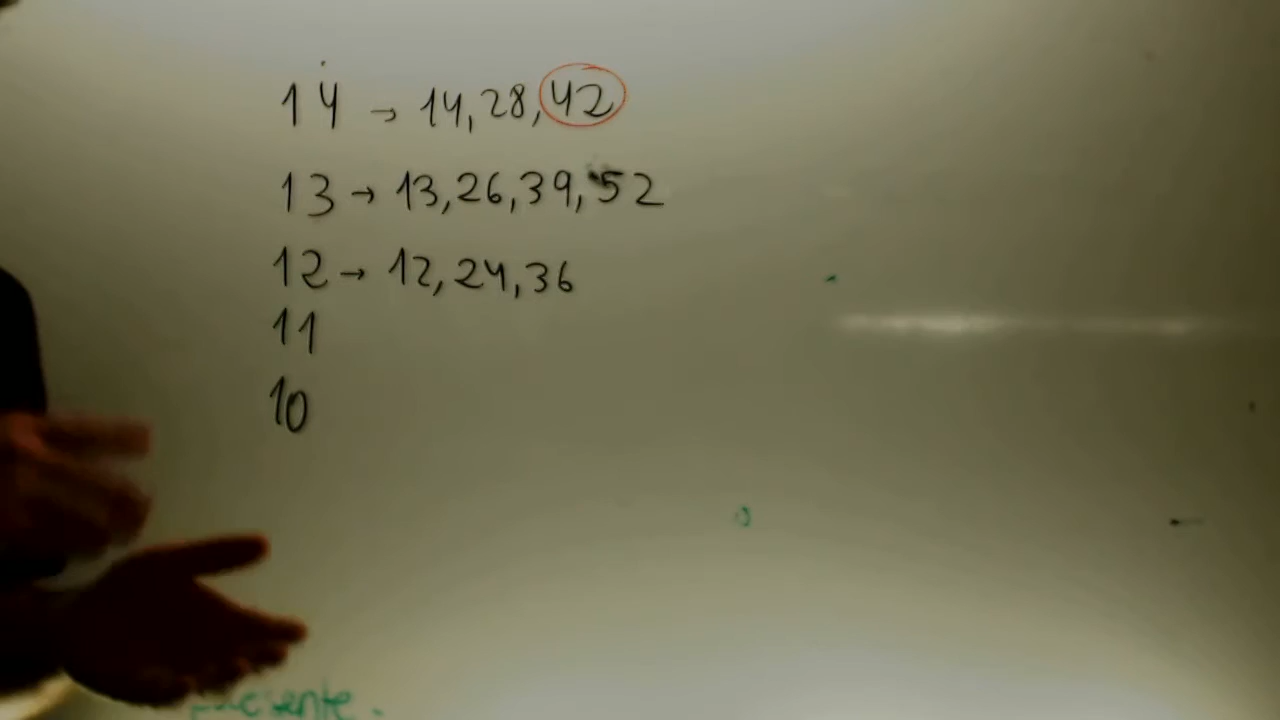 14 → 14, 28, 42
13 → 13, 26, 39, 52
12 → 12, 24, 36
11
10